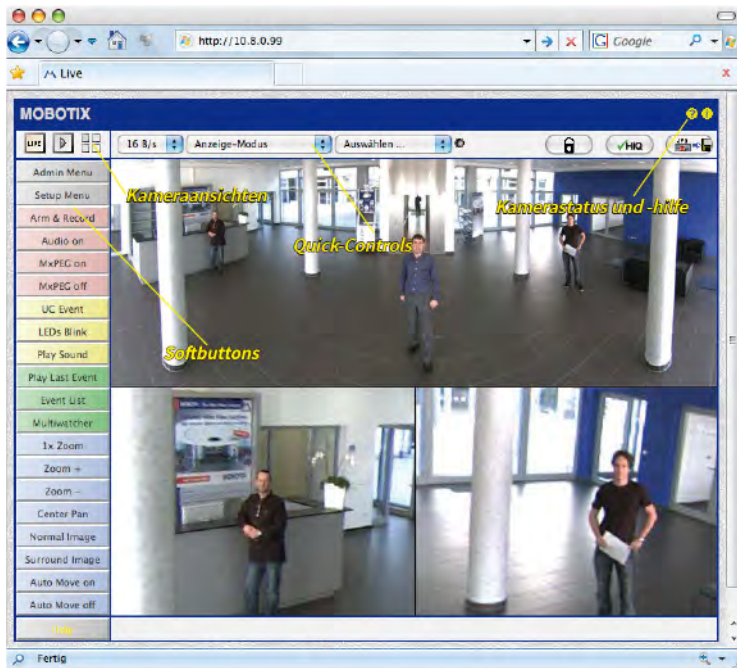 http://10.8.0.99
Google
Live
MOBOTIX
LIVE
16 B/s
Anzeige-Modus
Auswählen ...
HIQ
Admin Menu
Setup Menu
Arm & Record
Audio on
MxPEG on
MxPEG off
UC Event
LEDs Blink
Play Sound
Play Last Event
Event List
Multiwatcher
1x Zoom
Zoom +
Zoom –
Center Pan
Normal Image
Surround Image
Auto Move on
Auto Move off
Help
Kameraansichten
Quick-Controls
Kamerastatus und -hilfe
Softbuttons
MOBOTIX
Fertig